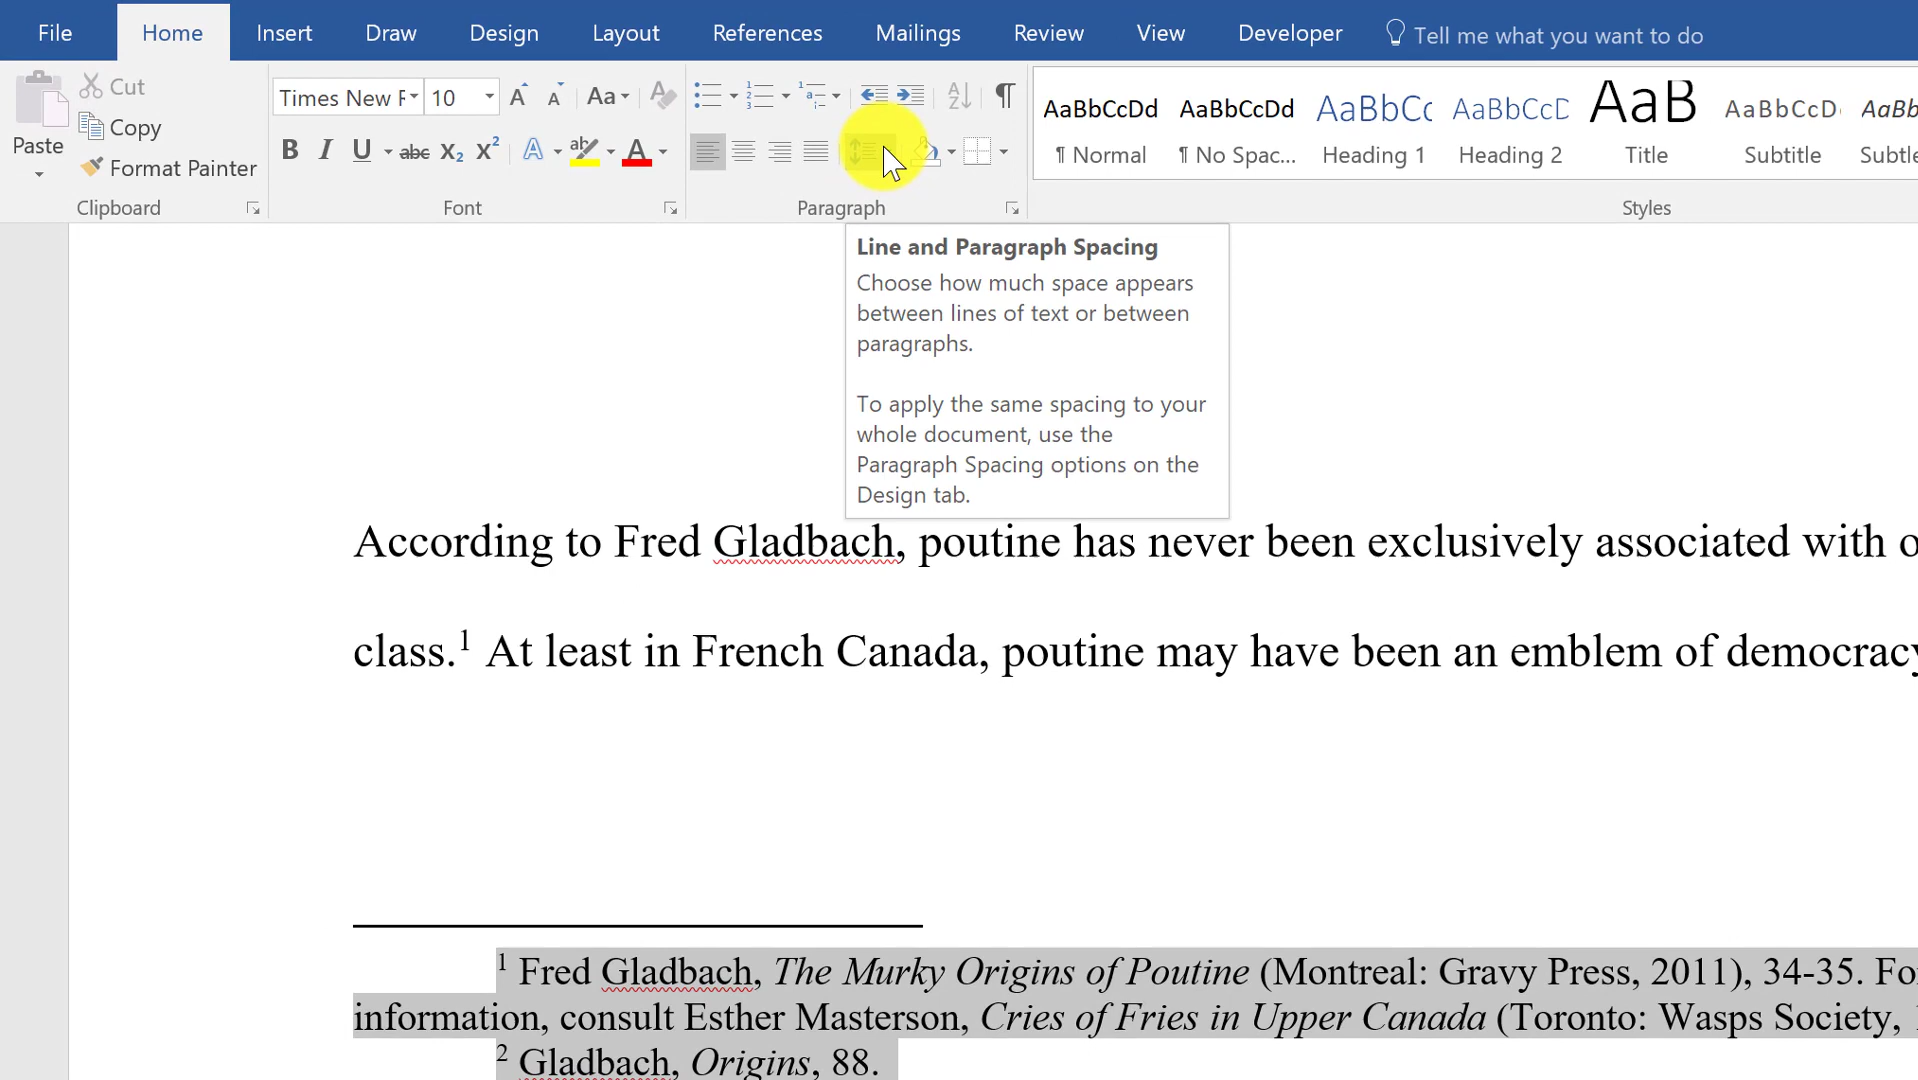 File Home Insert Draw Design Layout References Mailings Review View Developer Tell me what you want to do
Cut
Copy
Paste
Format Painter
Clipboard
Times New R 10 Aa
B I U abc X₂ X² A ab A
Font
Paragraph
AaBbCcDd AaBbCcDd AaBbCc AaBbCcD AaB AaBbCcD AaBb
¶ Normal ¶ No Spac... Heading 1 Heading 2 Title Subtitle Subtle
Styles
Line and Paragraph Spacing
Choose how much space appears
between lines of text or between
paragraphs.
To apply the same spacing to your
whole document, use the
Paragraph Spacing options on the
Design tab.
According to Fred Gladbach, poutine has never been exclusively associated with
class.¹ At least in French Canada, poutine may have been an emblem of democracy
¹ Fred Gladbach, The Murky Origins of Poutine (Montreal: Gravy Press, 2011), 34-35. Fo
information, consult Esther Masterson, Cries of Fries in Upper Canada (Toronto: Wasps Society,
² Gladbach, Origins, 88.